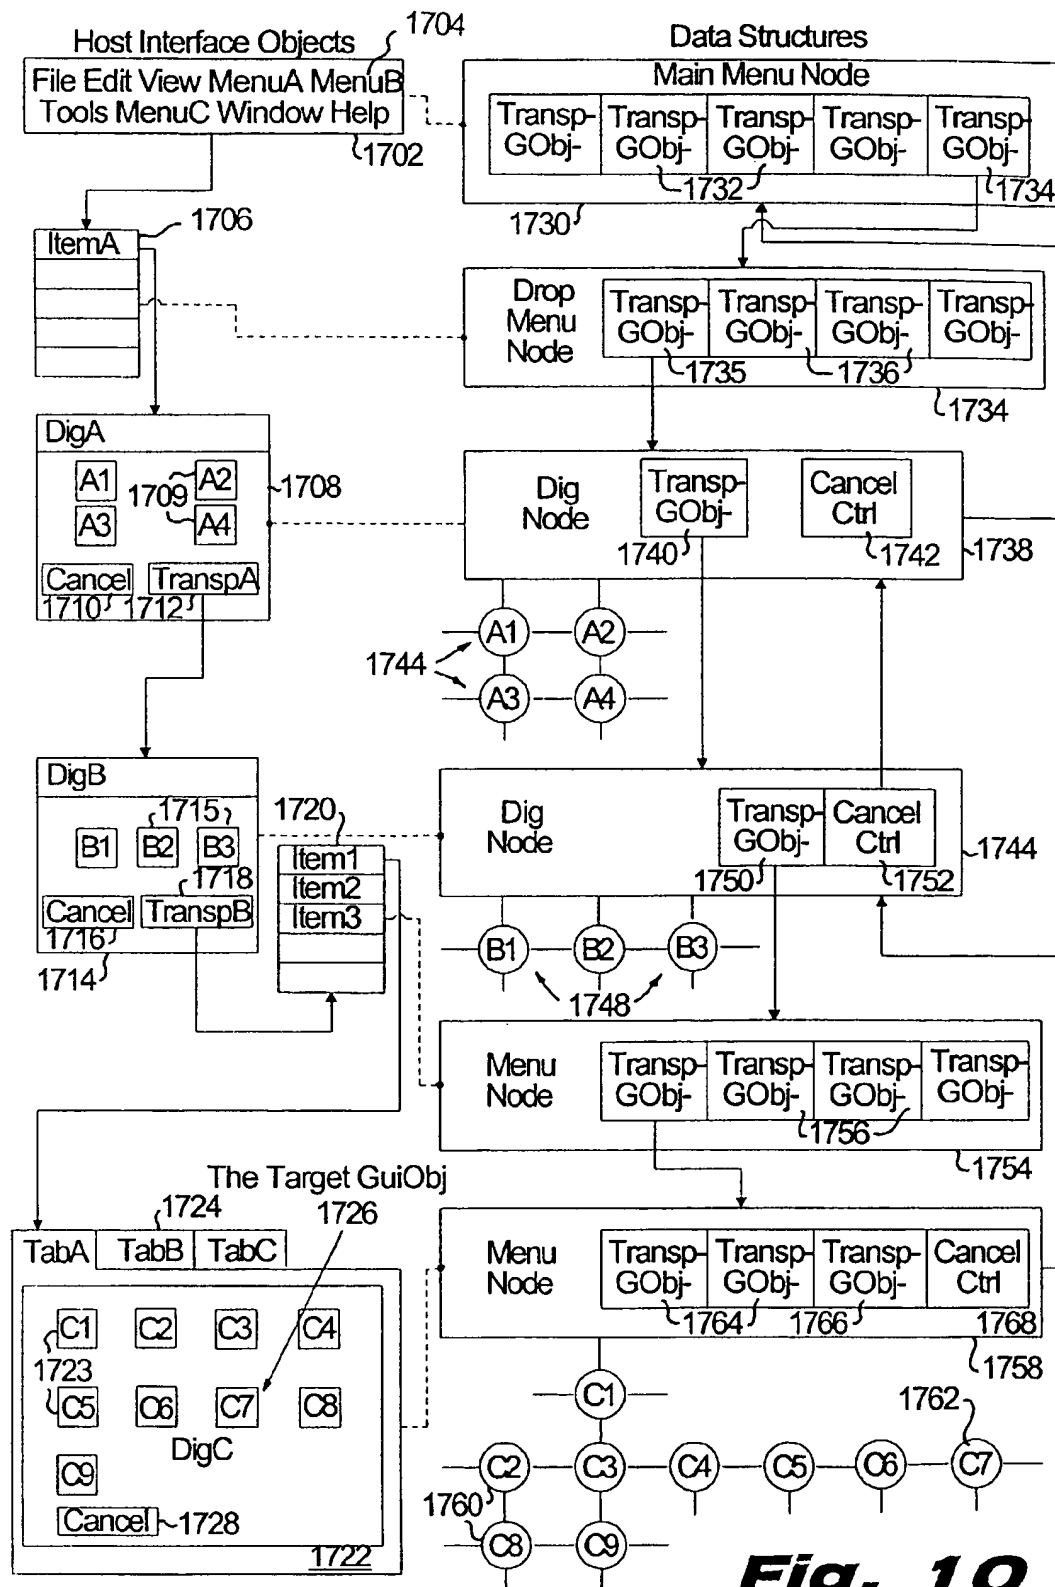 Host Interface Objects
1704
Data Structures
File Edit View MenuA MenuB
Tools MenuC Window Help
1702
Main Menu Node
Transp-
GObj-
Transp-
GObj-
Transp-
GObj-
Transp-
GObj-
Transp-
GObj-
1732
1734
1730
1706
ItemA
Drop
Menu
Node
Transp-
GObj-
Transp-
GObj-
Transp-
GObj-
Transp-
GObj-
1735
1736
1734
DigA
A1
A2
1709
A3
A4
1708
Cancel
TranspA
1710
1712
Dig
Node
Transp-
GObj-
Cancel
Ctrl
1740
1742
1738
A1
A2
1744
A3
A4
DigB
1715
B1
B2
B3
1718
Cancel
TranspB
1716
1714
1720
Item1
Item2
Item3
Dig
Node
Transp-
GObj-
Cancel
Ctrl
1750
1752
1744
B1
B2
B3
1748
Menu
Node
Transp-
GObj-
Transp-
GObj-
Transp-
GObj-
Transp-
GObj-
1756
1754
The Target GuiObj
1724
1726
TabA
TabB
TabC
C1
C2
C3
C4
1723
C5
C6
C7
C8
DigC
C9
Cancel
1728
1722
Menu
Node
Transp-
GObj-
Transp-
GObj-
Transp-
GObj-
Cancel
Ctrl
1764
1766
1768
1758
C1
1762
C2
C3
C4
C5
C6
C7
1760
C8
C9
Fig. 10